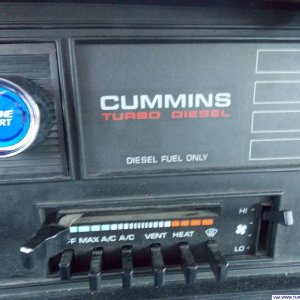 CUMMINS
TURBO DIESEL
DIESEL FUEL ONLY
HI
MAX A/C A/C VENT HEAT
LO